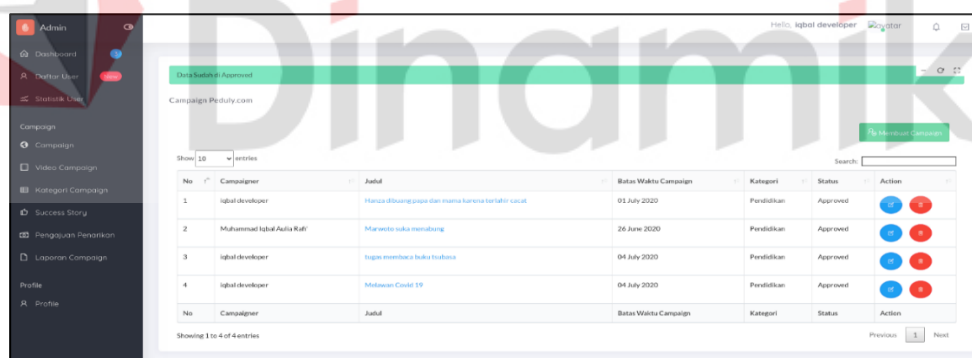 Dinamik
Admin
Hello, iqbal developer avatar
Dashboard
Daftar User new
Statistik User
Campaign
Campaign
Video Campaign
Kategori Campaign
Success Story
Pengajuan Penarikan
Laporan Campaign
Profile
Profile
Data Sudah di Approved
Campaign Peduly.com
Membuat Campaign
Show 10 entries
Search:
No Campaigner Judul Batas Waktu Campaign Kategori Status Action
1 iqbal developer Hanza dibuang papa dan mama karena terlahir cacat 01 July 2020 Pendidikan Approved
2 Muhammad Iqbal Aulia Rafi' Marwoto suka menabung 26 June 2020 Pendidikan Approved
3 iqbal developer tugas membaca buku 04 July 2020 Pendidikan Approved
4 iqbal developer Melawan Covid 19 04 July 2020 Pendidikan Approved
No Campaigner Judul Batas Waktu Campaign Kategori Status Action
Showing 1 to 4 of 4 entries
Previous 1 Next